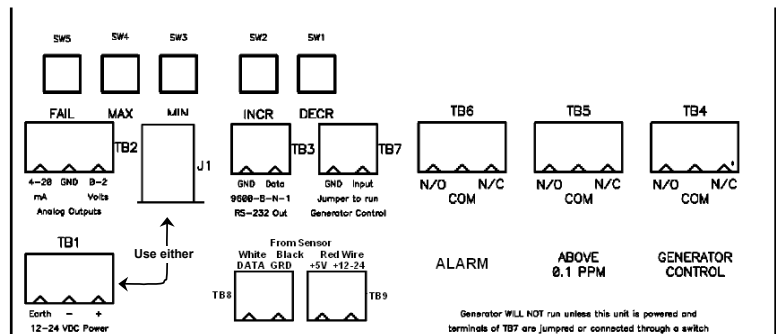 SW5 SW4 SW3 SW2 SW1
FAIL MAX MIN INCR DECR
TB6 TB5 TB4
TB2 J1 TB3 TB7
4-20 GND 0-2
mA Volts
Analog Outputs
GND Data
9600-8-N-1
RS-232 Out
GND Input
Jumper to run
Generator Control
N/O N/C
COM
N/O N/C
COM
N/O N/C
COM
TB1
Use either
From Sensor
White Black Red Wire
DATA GRD +5V +12-24
TB8 TB9
ALARM
ABOVE
0.1 PPM
GENERATOR
CONTROL
Earth - +
12-24 VDC Power
Generator WILL NOT run unless this unit is powered and
terminals of TB7 are jumpred or connected through a switch